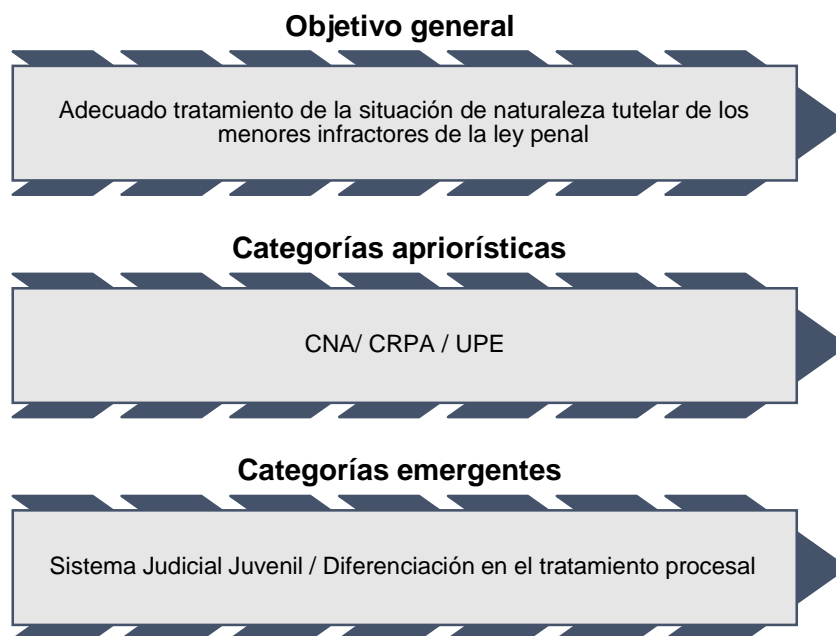 Objetivo general
Adecuado tratamiento de la situación de naturaleza tutelar de los
menores infractores de la ley penal
Categorías apriorísticas
CNA/ CRPA / UPE
Categorías emergentes
Sistema Judicial Juvenil / Diferenciación en el tratamiento procesal